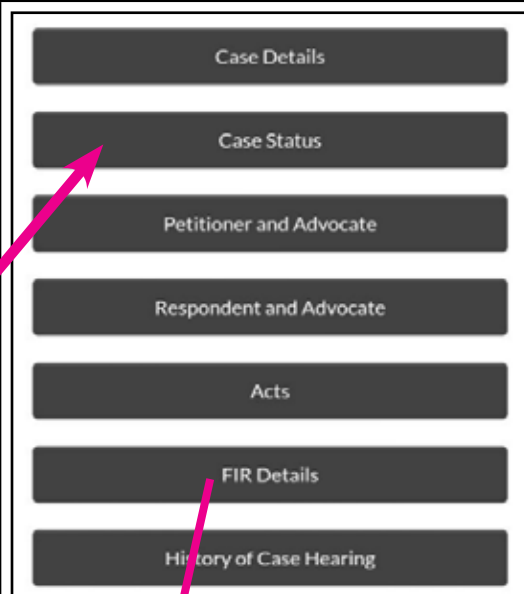 Case Details
Case Status
Petitioner and Advocate
Respondent and Advocate
Acts
FIR Details
History of Case Hearing